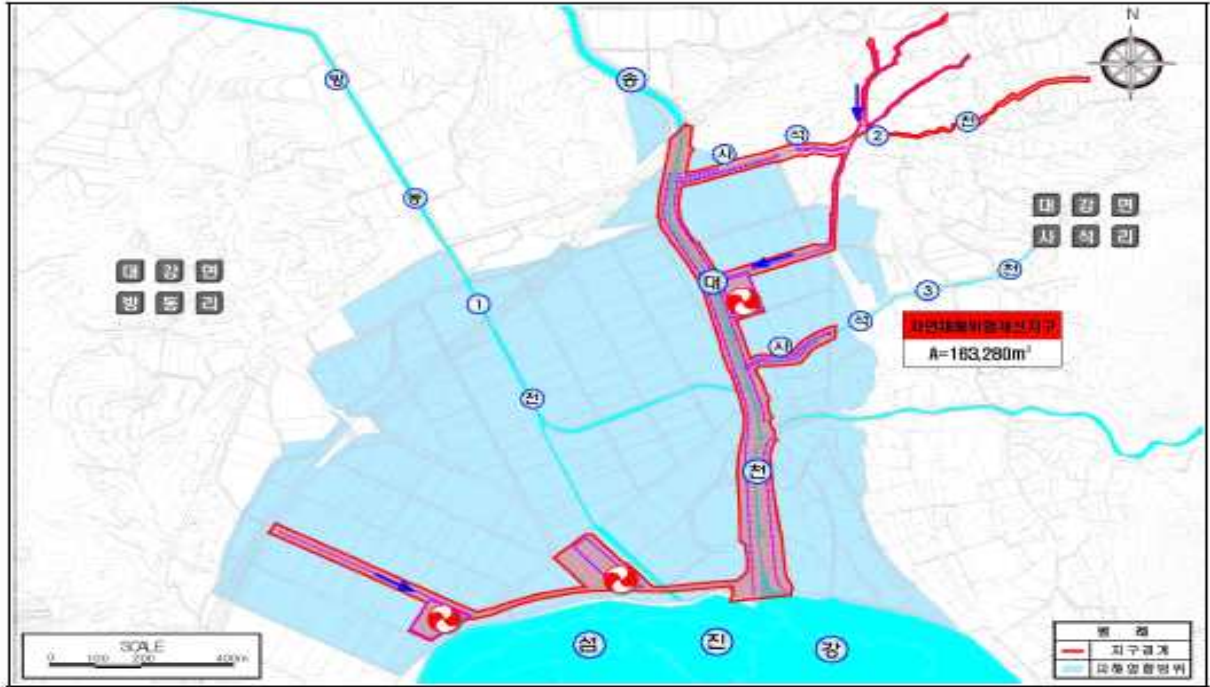 N
방
동
1
천
송
대
천
사
석
2
천
사
석
3
천
대강면
사석리
대강면
방동리
자연재해위험개선지구
A=163,280m²
섬
진
강
SCALE
0 100 200 400m
범 례
지구경계
피해영향범위